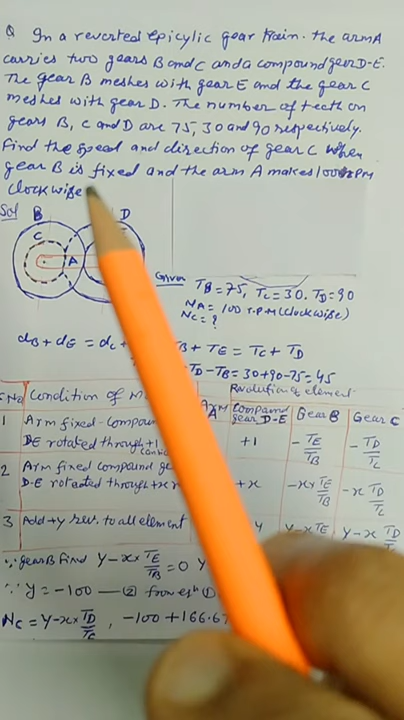 Q In a reverted epicylic gear train. the arm A
carries two gears B and C and a compound gear D-E.
The gear B meshes with gear E and the gear C
meshes with gear D. The number of teeth on
gears B, C and D are 75, 30 and 90 respectively.
Find the speed and direction of gear C when
gear B is fixed and the arm A makes 100 rpm
clockwise
Sol B D
C E
A
Given TB = 75, TC = 30. TD = 90
NA = 100 r.p.m (clockwise)
NC = ?
dB + dE = dC + TB + TE = TC + TD
TD - TB = 30+90-75 = 45
S.No Condition of Revolution of element
Arm A Compound gear D-E Gear B Gear C
1 Arm fixed - compound
DE rotated through +1 +1 - TE/TB - TD/TC
2 Arm fixed compound ge
D-E rotated through +x +x -x × TE/TB -x TD/TC
3 Add +y rev. to all element y y-x TE y-x TD/TC
∵ gear B fixed y - x × TE/TB = 0 y
∵ y = -100 — (2) from eqn (1)
NC = y - x × TD/TC , -100 + 166.67